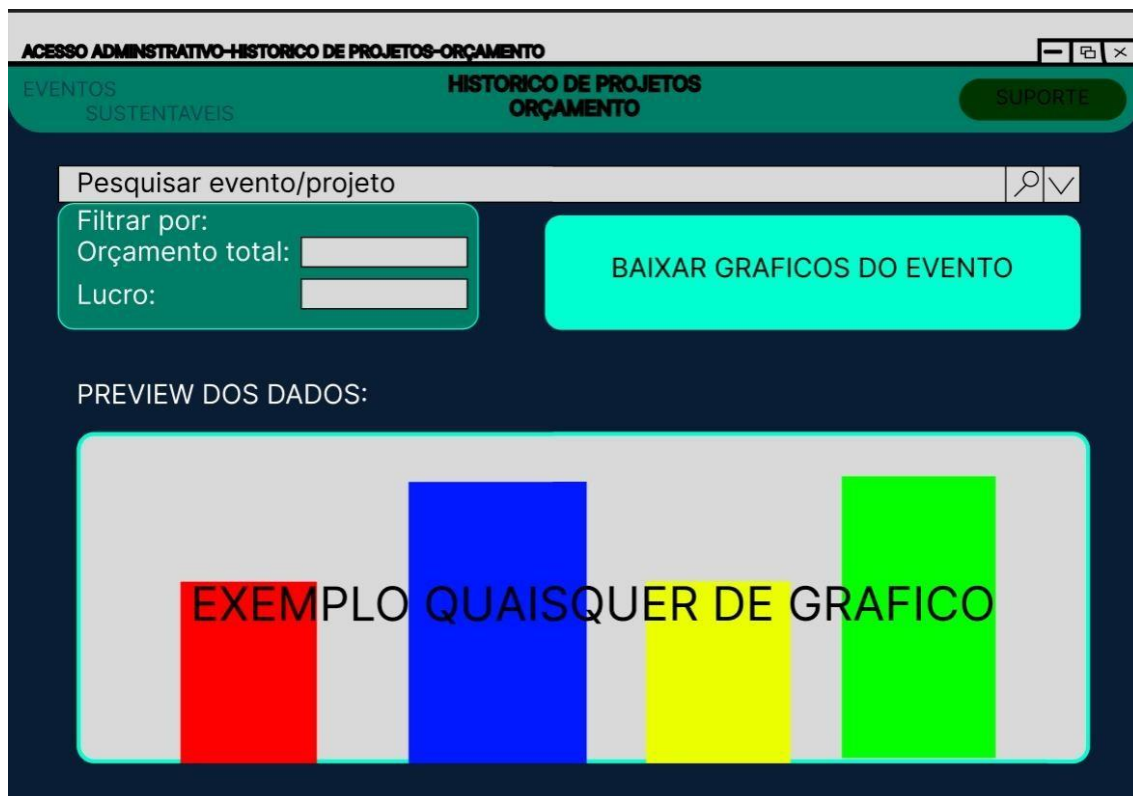 ACESSO ADMINSTRATIVO-HISTORICO DE PROJETOS-ORÇAMENTO
EVENTOS
SUSTENTAVEIS
HISTORICO DE PROJETOS
ORÇAMENTO
SUPORTE
Pesquisar evento/projeto
Filtrar por:
Orçamento total:
Lucro:
BAIXAR GRAFICOS DO EVENTO
PREVIEW DOS DADOS:
EXEMPLO QUAISQUER DE GRAFICO